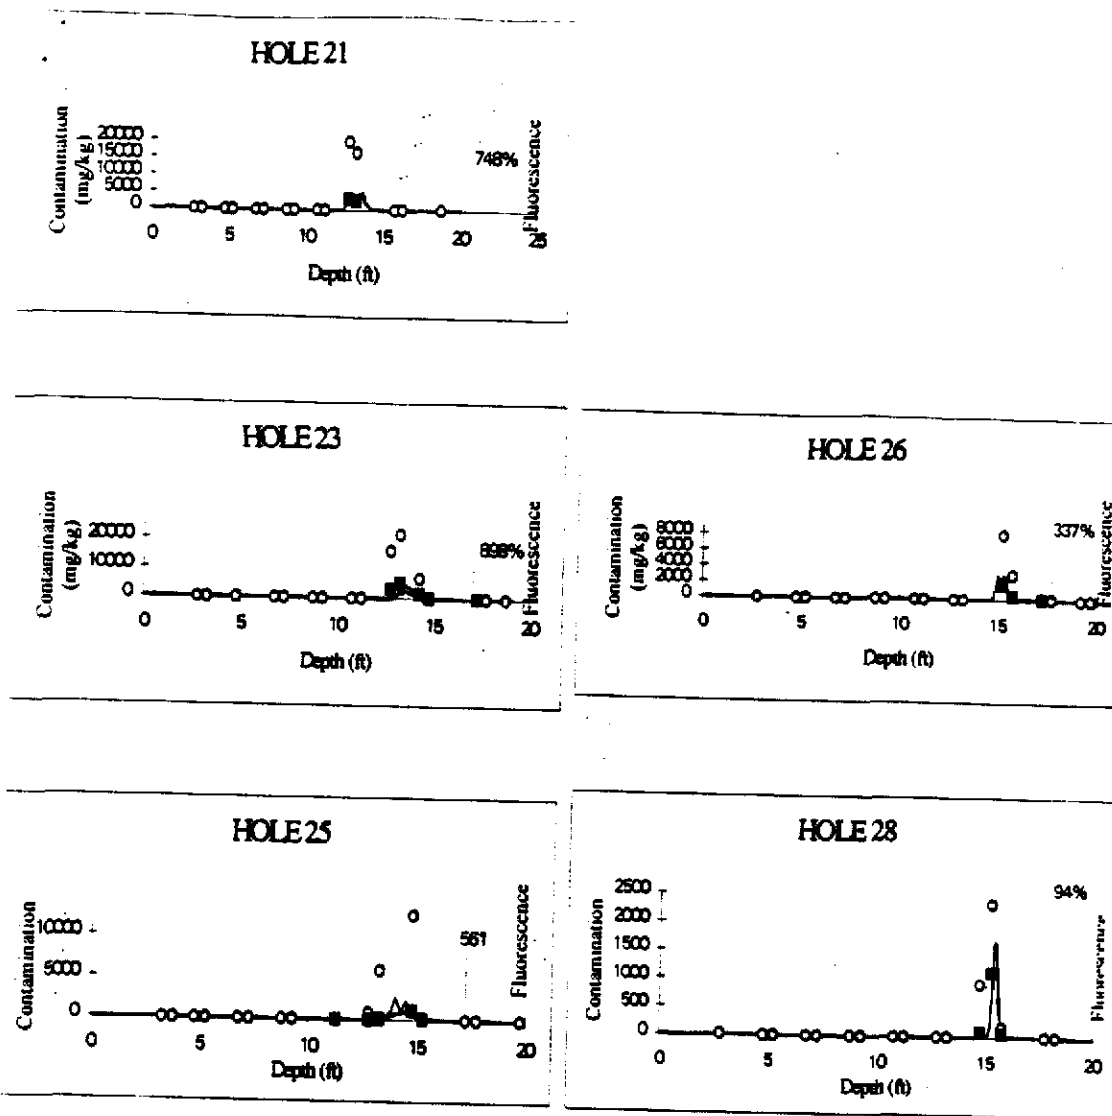 HOLE 21
Contamination
(mg/kg)
20000
15000
10000
5000
0
748%
Fluorescence
0 5 10 15 20 25
Depth (ft)
HOLE 23
Contamination
(mg/kg)
20000
10000
0
898%
Fluorescence
0 5 10 15 20
Depth (ft)
HOLE 26
Contamination
(mg/kg)
8000
6000
4000
2000
0
337%
Fluorescence
0 5 10 15 20
Depth (ft)
HOLE 25
Contamination
10000
5000
0
561
Fluorescence
0 5 10 15 20
Depth (ft)
HOLE 28
Contamination
2500
2000
1500
1000
500
0
94%
Fluorescence
0 5 10 15 20
Depth (ft)